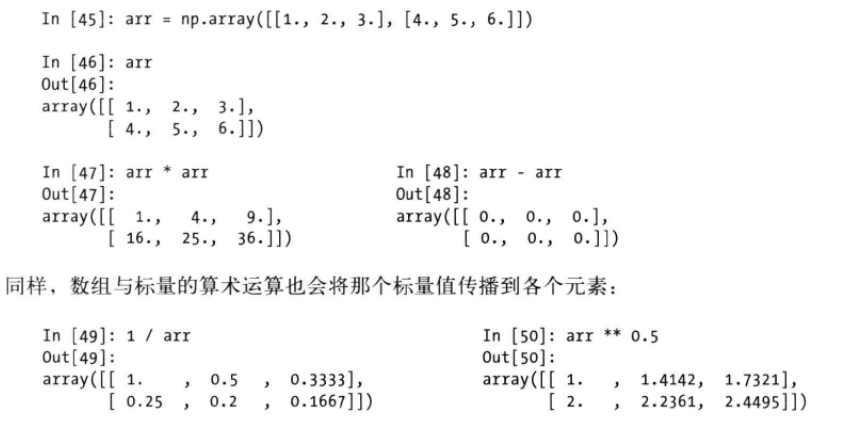 In [45]: arr = np.array([[1., 2., 3.], [4., 5., 6.]])
In [46]: arr
Out[46]:
array([[ 1.,  2.,  3.],
       [ 4.,  5.,  6.]])
In [47]: arr * arr
Out[47]:
array([[  1.,   4.,   9.],
       [ 16.,  25.,  36.]])
In [48]: arr - arr
Out[48]:
array([[ 0.,  0.,  0.],
       [ 0.,  0.,  0.]])
同样，数组与标量的算术运算也会将那个标量值传播到各个元素：
In [49]: 1 / arr
Out[49]:
array([[ 1.    ,  0.5   ,  0.3333],
       [ 0.25  ,  0.2   ,  0.1667]])
In [50]: arr ** 0.5
Out[50]:
array([[ 1.    ,  1.4142,  1.7321],
       [ 2.    ,  2.2361,  2.4495]])